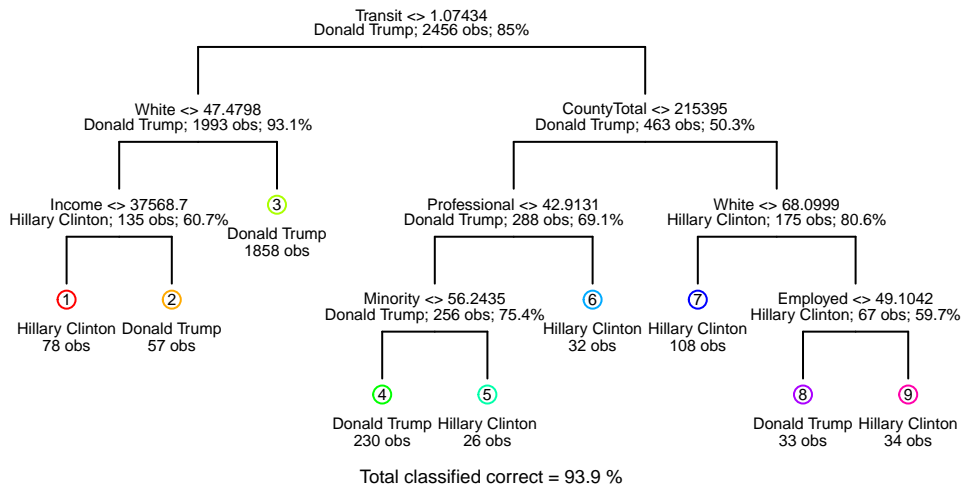 Transit <> 1.07434
Donald Trump; 2456 obs; 85%
White <> 47.4798
Donald Trump; 1993 obs; 93.1%
CountyTotal <> 215395
Donald Trump; 463 obs; 50.3%
Income <> 37568.7
Hillary Clinton; 135 obs; 60.7%
3
Donald Trump
1858 obs
Professional <> 42.9131
Donald Trump; 288 obs; 69.1%
White <> 68.0999
Hillary Clinton; 175 obs; 80.6%
1
Hillary Clinton
78 obs
2
Donald Trump
57 obs
Minority <> 56.2435
Donald Trump; 256 obs; 75.4%
6
Hillary Clinton
32 obs
7
Hillary Clinton
108 obs
Employed <> 49.1042
Hillary Clinton; 67 obs; 59.7%
4
Donald Trump
230 obs
5
Hillary Clinton
26 obs
8
Donald Trump
33 obs
9
Hillary Clinton
34 obs
Total classified correct = 93.9 %